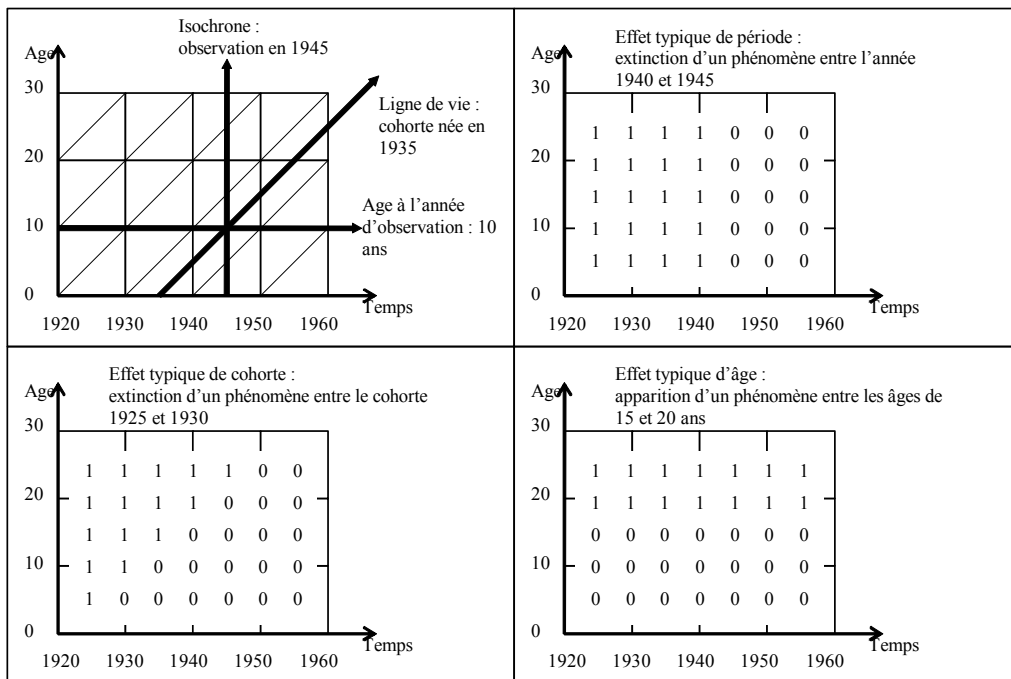 Isochrone :
observation en 1945
Age
30
20
10
0
Ligne de vie :
cohorte née en
1935
Age à l'année
d'observation : 10
ans
Temps
1920 1930 1940 1950 1960
Effet typique de période :
extinction d'un phénomène entre l'année
1940 et 1945
Age
30
1 1 1 1 0 0 0
20
1 1 1 1 0 0 0
1 1 1 1 0 0 0
10
1 1 1 1 0 0 0
1 1 1 1 0 0 0
0
Temps
1920 1930 1940 1950 1960
Effet typique de cohorte :
extinction d'un phénomène entre le cohorte
1925 et 1930
Age
30
1 1 1 1 1 0 0
20
1 1 1 1 0 0 0
1 1 1 0 0 0 0
10
1 1 0 0 0 0 0
1 0 0 0 0 0 0
0
Temps
1920 1930 1940 1950 1960
Effet typique d'âge :
apparition d'un phénomène entre les âges de
15 et 20 ans
Age
30
1 1 1 1 1 1 1
20
1 1 1 1 1 1 1
0 0 0 0 0 0 0
10
0 0 0 0 0 0 0
0 0 0 0 0 0 0
0
Temps
1920 1930 1940 1950 1960